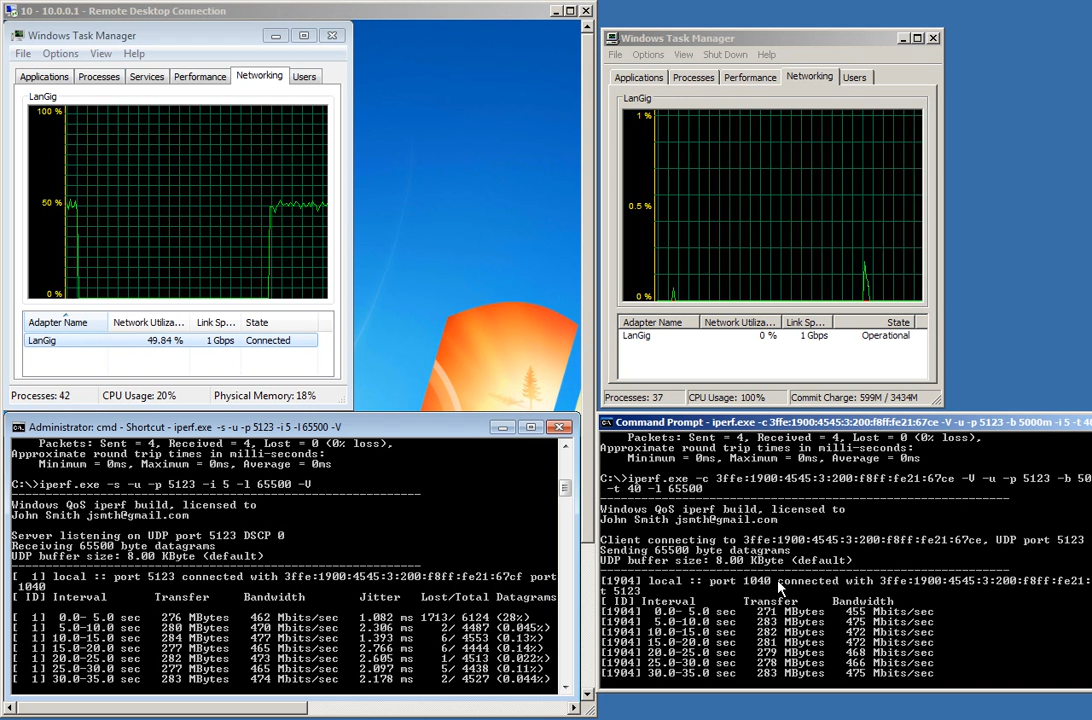 10 - 10.0.0.1 - Remote Desktop Connection
Windows Task Manager
File Options View Help
Applications Processes Services Performance Networking Users
LanGig
100 %
50 %
0 %
Adapter Name Network Utiliza... Link Sp... State
LanGig 49.84 % 1 Gbps Connected
Processes: 42 CPU Usage: 20% Physical Memory: 18%
Windows Task Manager
File Options View Shut Down Help
Applications Processes Performance Networking Users
LanGig
1 %
0.5 %
0 %
Adapter Name Network Utiliza... Link Sp... State
LanGig 0 % 1 Gbps Operational
Processes: 37 CPU Usage: 100% Commit Charge: 599M / 3434M
Administrator: cmd - Shortcut - iperf.exe -s -u -p 5123 -i 5 -l 65500 -V
Packets: Sent = 4, Received = 4, Lost = 0 (0% loss),
Approximate round trip times in milli-seconds:
Minimum = 0ms, Maximum = 0ms, Average = 0ms
C:\>iperf.exe -s -u -p 5123 -i 5 -l 65500 -V
------------------------------------------------------------
Windows QoS iperf build, licensed to
John Smith jsmth@gmail.com
Server listening on UDP port 5123 DSCP 0
Receiving 65500 byte datagrams
UDP buffer size: 8.00 KByte (default)
------------------------------------------------------------
[ 1] local :: port 5123 connected with 3ffe:1900:4545:3:200:f8ff:fe21:67cf port
1040
[ ID] Interval Transfer Bandwidth Jitter Lost/Total Datagrams
[ 1] 0.0- 5.0 sec 276 MBytes 462 Mbits/sec 1.082 ms 1713/ 6124 (28%)
[ 1] 5.0-10.0 sec 280 MBytes 470 Mbits/sec 2.306 ms 2/ 4487 (0.045%)
[ 1] 10.0-15.0 sec 284 MBytes 477 Mbits/sec 1.393 ms 6/ 4553 (0.13%)
[ 1] 15.0-20.0 sec 277 MBytes 465 Mbits/sec 2.766 ms 6/ 4444 (0.14%)
[ 1] 20.0-25.0 sec 282 MBytes 473 Mbits/sec 2.605 ms 1/ 4513 (0.022%)
[ 1] 25.0-30.0 sec 277 MBytes 465 Mbits/sec 2.097 ms 5/ 4438 (0.11%)
[ 1] 30.0-35.0 sec 283 MBytes 474 Mbits/sec 2.178 ms 2/ 4527 (0.044%)
Command Prompt - iperf.exe -c 3ffe:1900:4545:3:200:f8ff:fe21:67ce -V -u -p 5123 -b 5000m -i 5 -t 40
Packets: Sent = 4, Received = 4, Lost = 0 (0% loss),
Approximate round trip times in milli-seconds:
Minimum = 0ms, Maximum = 0ms, Average = 0ms
C:\>iperf.exe -c 3ffe:1900:4545:3:200:f8ff:fe21:67ce -V -u -p 5123 -b 50
-t 40 -l 65500
------------------------------------------------------------
Windows QoS iperf build, licensed to
John Smith jsmth@gmail.com
Client connecting to 3ffe:1900:4545:3:200:f8ff:fe21:67ce, UDP port 5123
Sending 65500 byte datagrams
UDP buffer size: 8.00 KByte (default)
------------------------------------------------------------
[1904] local :: port 1040 connected with 3ffe:1900:4545:3:200:f8ff:fe21:
t 5123
[ ID] Interval Transfer Bandwidth
[1904] 0.0- 5.0 sec 271 MBytes 455 Mbits/sec
[1904] 5.0-10.0 sec 283 MBytes 475 Mbits/sec
[1904] 10.0-15.0 sec 282 MBytes 472 Mbits/sec
[1904] 15.0-20.0 sec 281 MBytes 472 Mbits/sec
[1904] 20.0-25.0 sec 279 MBytes 468 Mbits/sec
[1904] 25.0-30.0 sec 278 MBytes 466 Mbits/sec
[1904] 30.0-35.0 sec 283 MBytes 475 Mbits/sec